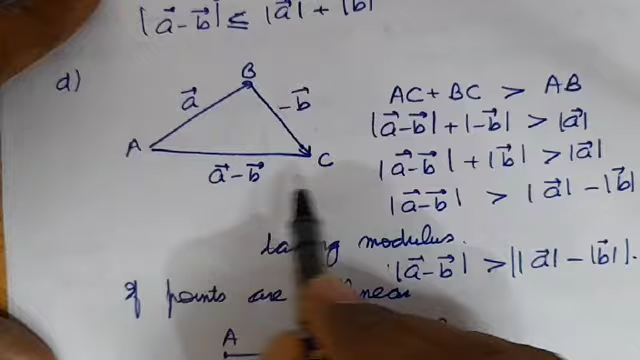 |a⃗-b⃗| ≤ |a⃗| + |b⃗|
d)
B
a⃗
-b⃗
A
C
a⃗-b⃗
AC + BC > AB
|a⃗-b⃗| + |-b⃗| > |a⃗|
|a⃗-b⃗| + |b⃗| > |a⃗|
|a⃗-b⃗| > |a⃗| - |b⃗|
modulus.
|a⃗-b⃗| > ||a⃗| - |b⃗||.
If points are
A